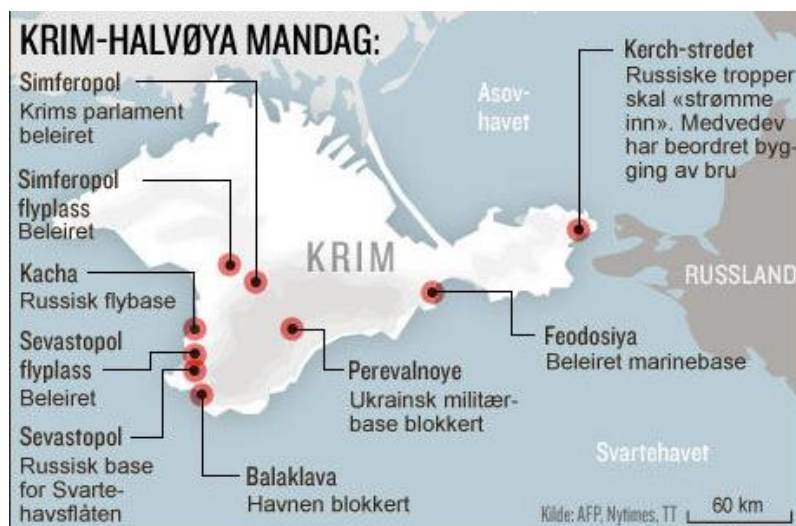 KRIM-HALVØYA MANDAG:
Simferopol
Krims parlament
beleiret
Simferopol
flyplass
Beleiret
Kacha
Russisk flybase
Sevastopol
flyplass
Beleiret
Sevastopol
Russisk base
for Svarte-
havsflåten
Balaklava
Havnen blokkert
Perevalnoye
Ukrainsk militær-
base blokkert
Feodosiya
Beleiret marinebase
Kerch-stredet
Russiske tropper
skal «strømme
inn». Medvedev
har beordret byg-
ging av bru
Asov-
havet
KRIM
RUSSLAND
Svartehavet
Kilde: AFP, Nytimes, TT
60 km